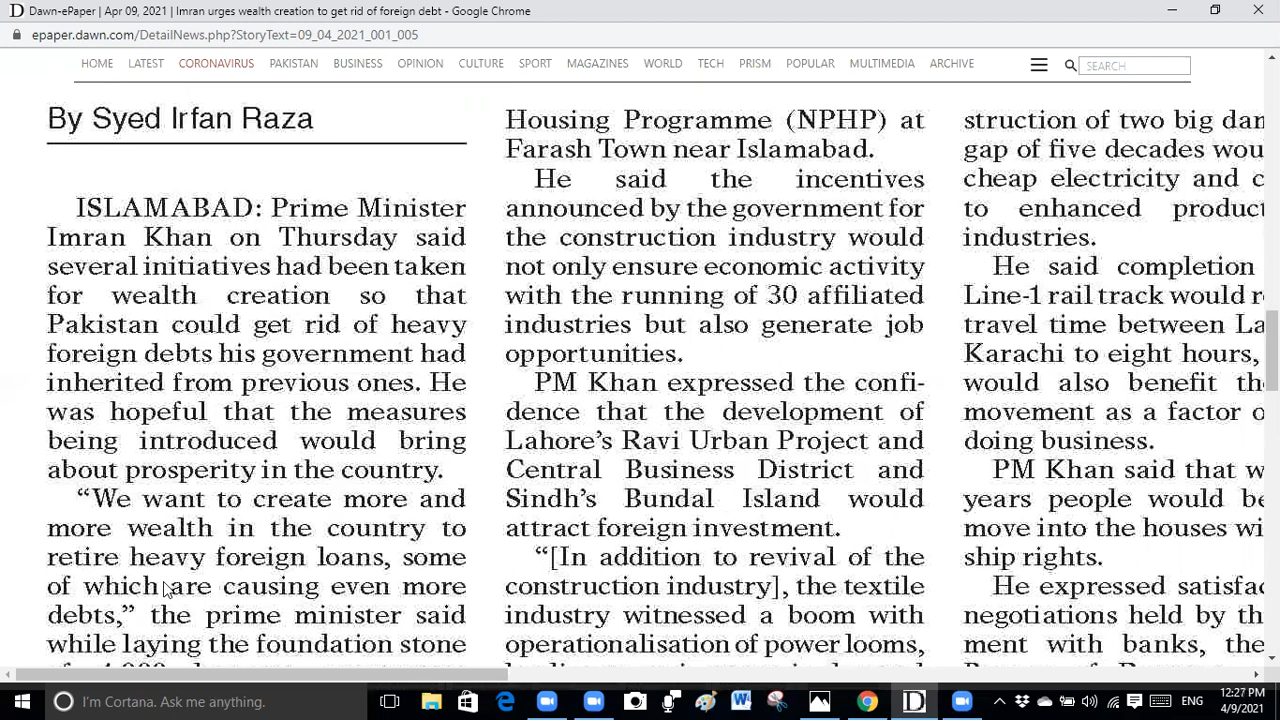 Dawn-ePaper | Apr 09, 2021 | Imran urges wealth creation to get rid of foreign debt - Google Chrome
epaper.dawn.com/DetailNews.php?StoryText=09_04_2021_001_005
HOME LATEST CORONAVIRUS PAKISTAN BUSINESS OPINION CULTURE SPORT MAGAZINES WORLD TECH PRISM POPULAR MULTIMEDIA ARCHIVE SEARCH
By Syed Irfan Raza
ISLAMABAD: Prime Minister
Imran Khan on Thursday said
several initiatives had been taken
for wealth creation so that
Pakistan could get rid of heavy
foreign debts his government had
inherited from previous ones. He
was hopeful that the measures
being introduced would bring
about prosperity in the country.
“We want to create more and
more wealth in the country to
retire heavy foreign loans, some
of which are causing even more
debts,” the prime minister said
while laying the foundation stone
Housing Programme (NPHP) at
Farash Town near Islamabad.
He said the incentives
announced by the government for
the construction industry would
not only ensure economic activity
with the running of 30 affiliated
industries but also generate job
opportunities.
PM Khan expressed the confi-
dence that the development of
Lahore’s Ravi Urban Project and
Central Business District and
Sindh’s Bundal Island would
attract foreign investment.
“[In addition to revival of the
construction industry], the textile
industry witnessed a boom with
operationalisation of power looms,
struction of two big dam
gap of five decades wou
cheap electricity and c
to enhanced product
industries.
He said completion
Line-1 rail track would r
travel time between La
Karachi to eight hours,
would also benefit th
movement as a factor o
doing business.
PM Khan said that w
years people would be
move into the houses wi
ship rights.
He expressed satisfac
negotiations held by th
ment with banks, the
I'm Cortana. Ask me anything.
ENG
12:27 PM
4/9/2021